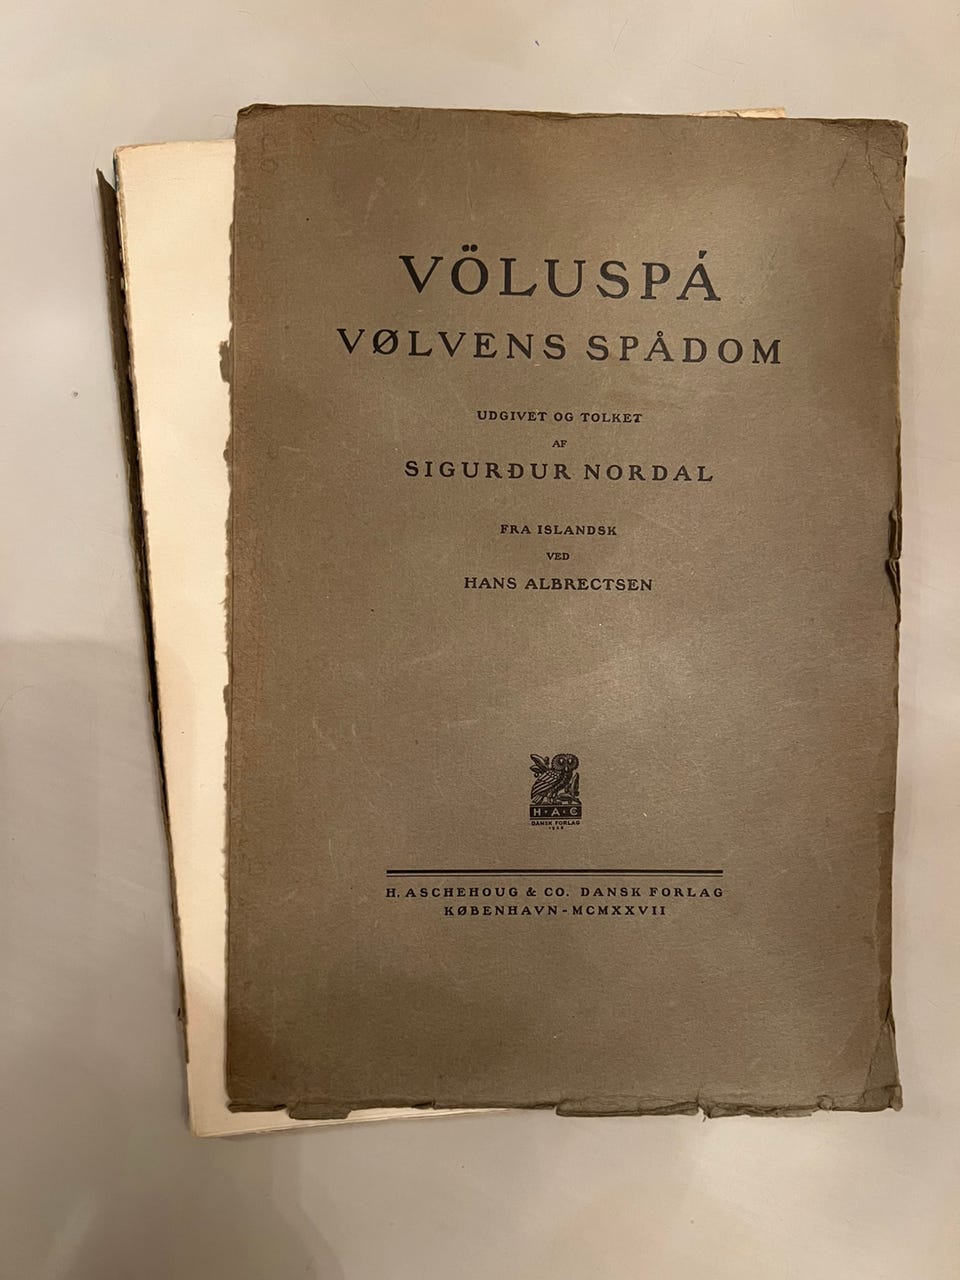 VÖLUSPÁ
VØLVENS SPÅDOM
UDGIVET OG TOLKET
AF
SIGURÐUR NORDAL
FRA ISLANDSK
VED
HANS ALBRECTSEN
H·A·C
DANSK FORLAG
H. ASCHEHOUG & CO. DANSK FORLAG
KØBENHAVN - MCMXXVII